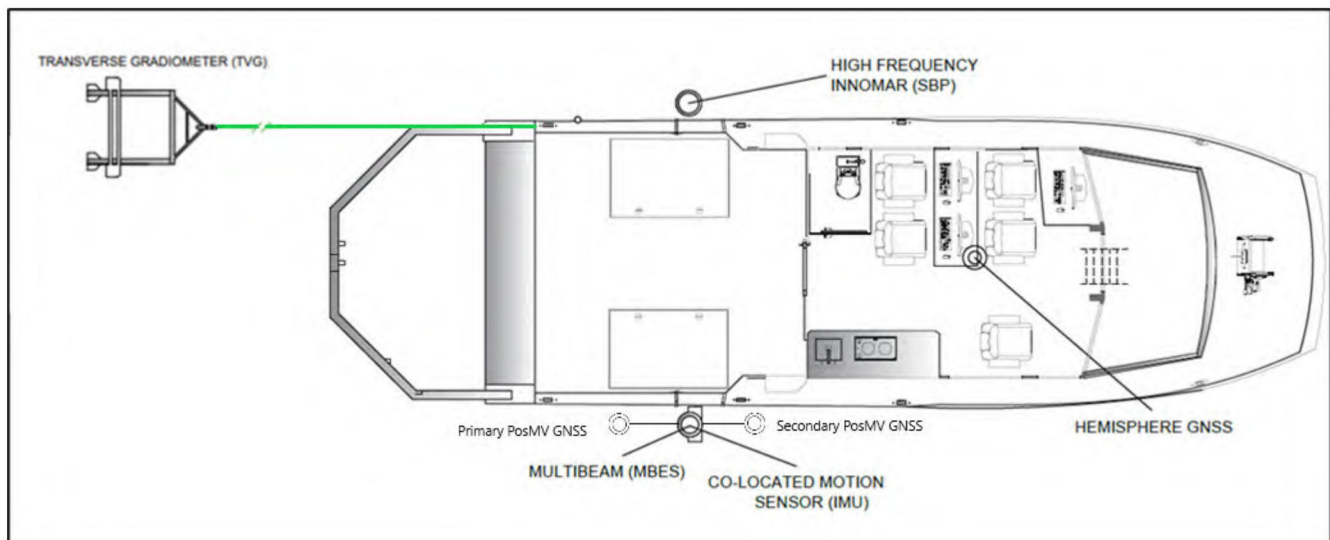 TRANSVERSE GRADIOMETER (TVG)
HIGH FREQUENCY
INNOMAR (SBP)
Primary PosMV GNSS
Secondary PosMV GNSS
HEMISPHERE GNSS
MULTIBEAM (MBES)
CO-LOCATED MOTION
SENSOR (IMU)